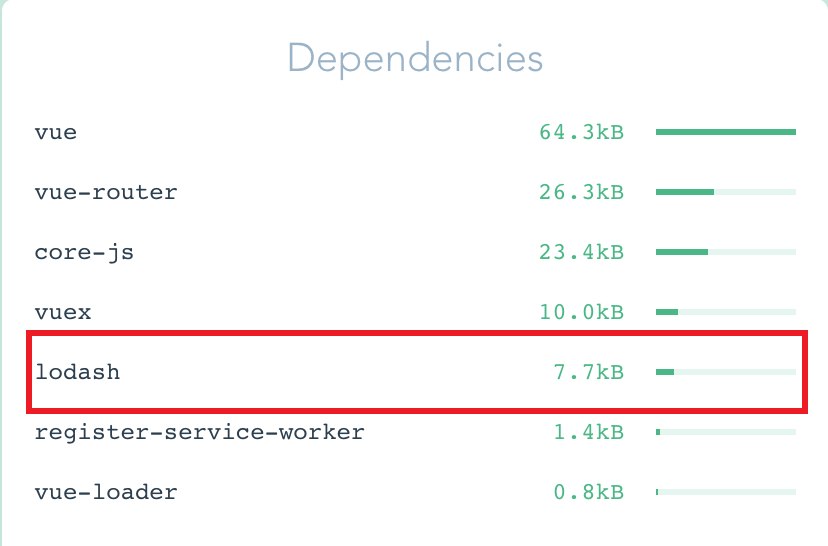 Dependencies
vue 64.3kB
vue-router 26.3kB
core-js 23.4kB
vuex 10.0kB
lodash 7.7kB
register-service-worker 1.4kB
vue-loader 0.8kB